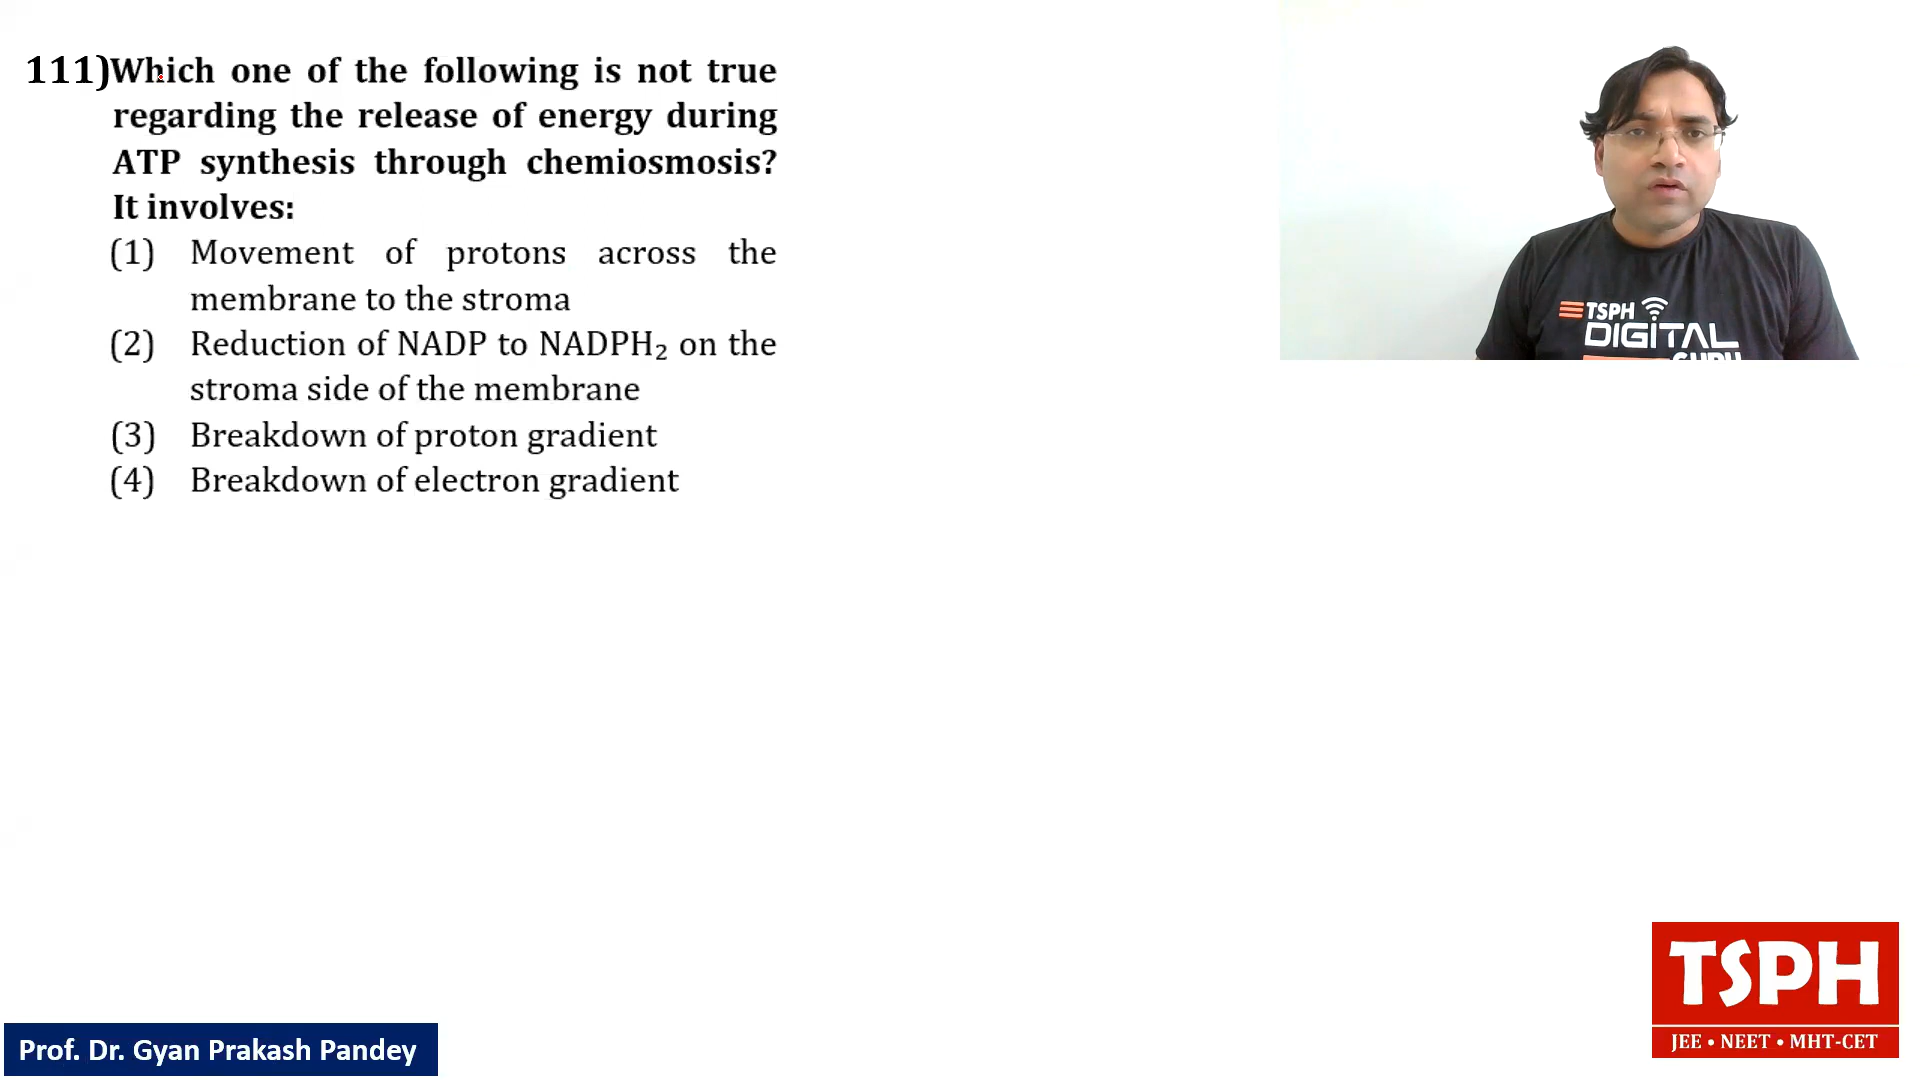 111)Which one of the following is not true
regarding the release of energy during
ATP synthesis through chemiosmosis?
It involves:
(1) Movement of protons across the
membrane to the stroma
(2) Reduction of NADP to NADPH₂ on the
stroma side of the membrane
(3) Breakdown of proton gradient
(4) Breakdown of electron gradient
TSPH
DIGITAL
TSPH
JEE • NEET • MHT-CET
Prof. Dr. Gyan Prakash Pandey